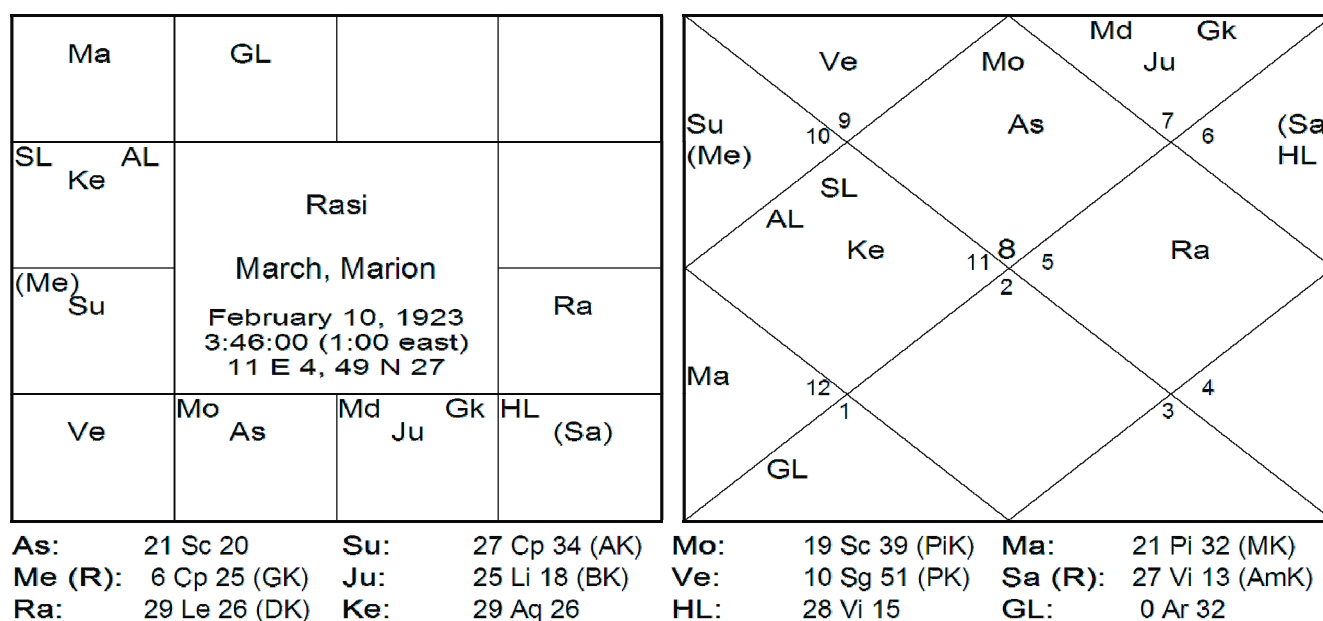 Ma GL
SL AL
Ke
Rasi
March, Marion
(Me)
Su
February 10, 1923
3:46:00 (1:00 east)
11 E 4, 49 N 27
Ra
Mo Md Gk HL
Ve As Ju (Sa)
Md Gk
Ve Mo Ju
Su As (Sa
(Me) HL
10 9 7 6
SL
AL
Ke Ra
11 8 5
2
Ma
12 4
1 3
GL
As: 21 Sc 20 Su: 27 Cp 34 (AK) Mo: 19 Sc 39 (PiK) Ma: 21 Pi 32 (MK)
Me (R): 6 Cp 25 (GK) Ju: 25 Li 18 (BK) Ve: 10 Sg 51 (PK) Sa (R): 27 Vi 13 (AmK)
Ra: 29 Le 26 (DK) Ke: 29 Aq 26 HL: 28 Vi 15 GL: 0 Ar 32